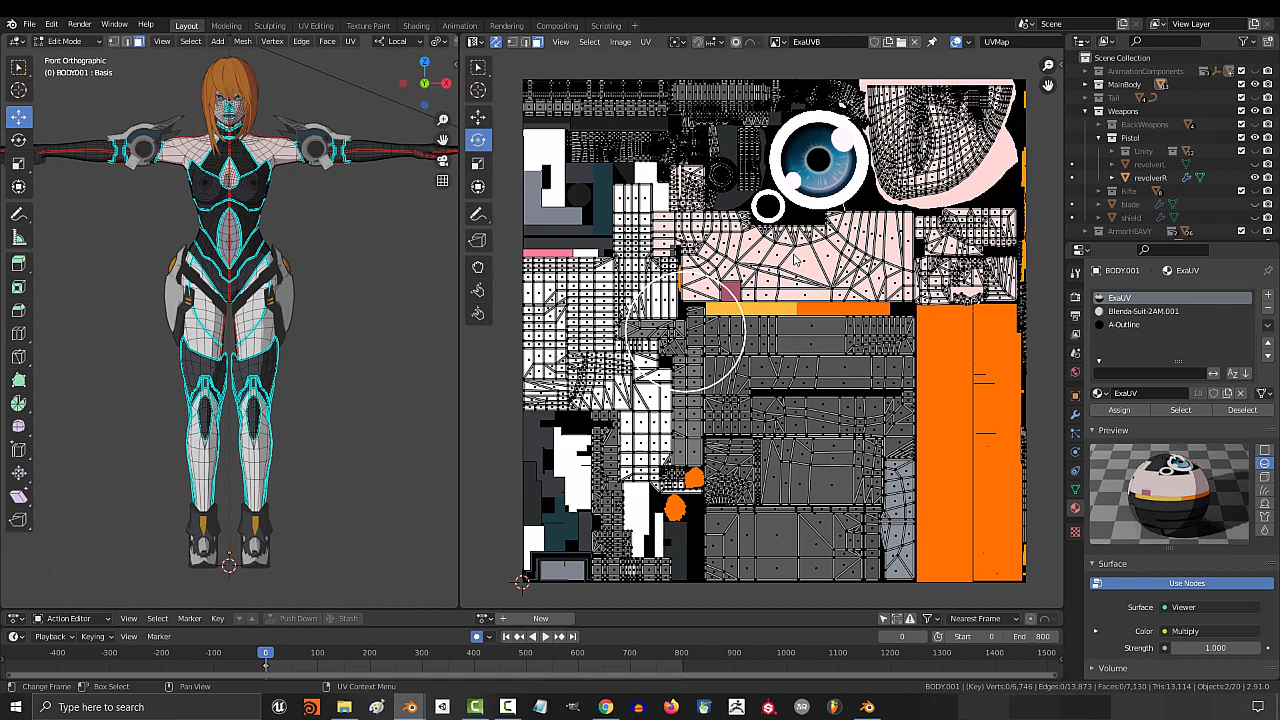 File Edit Render Window Help Layout Modeling Sculpting UV Editing Texture Paint Shading Animation Rendering Compositing Scripting Scene View Layer
Edit Mode View Select Add Mesh Vertex Edge Face UV Local View Select Image UV ExaUVB UVMap
Front Orthographic
(0) BODY.001 : Basis
Scene Collection
AnimationComponents
MainBody
Tail
Weapons
BackWeapons
Pistol
Unity
revolverL
revolverR
Rifle
blade
shield
ArmorHEAVY
BODY.001 ExaUV
ExaUV
Blenda-Suit-2AM.001
A-Outline
ExaUV 18
Assign Select Deselect
Preview
Surface
Use Nodes
Surface Viewer
Color Multiply
Strength 1.000
Volume
Action Editor View Select Marker Key Push Down Stash New Nearest Frame
Playback Keying View Marker 0 Start 0 End 800
-400 -300 -200 -100 0 100 200 300 400 500 600 700 800 900 1000 1100 1200 1300 1400 1500
Change Frame Box Select Pan View UV Context Menu BODY.001 | (Key) Verts:0/6,746 | Edges:0/13,873 | Faces:0/7,130 | Tris:13,114 | Objects:2/20 | 2.91.0
Type here to search